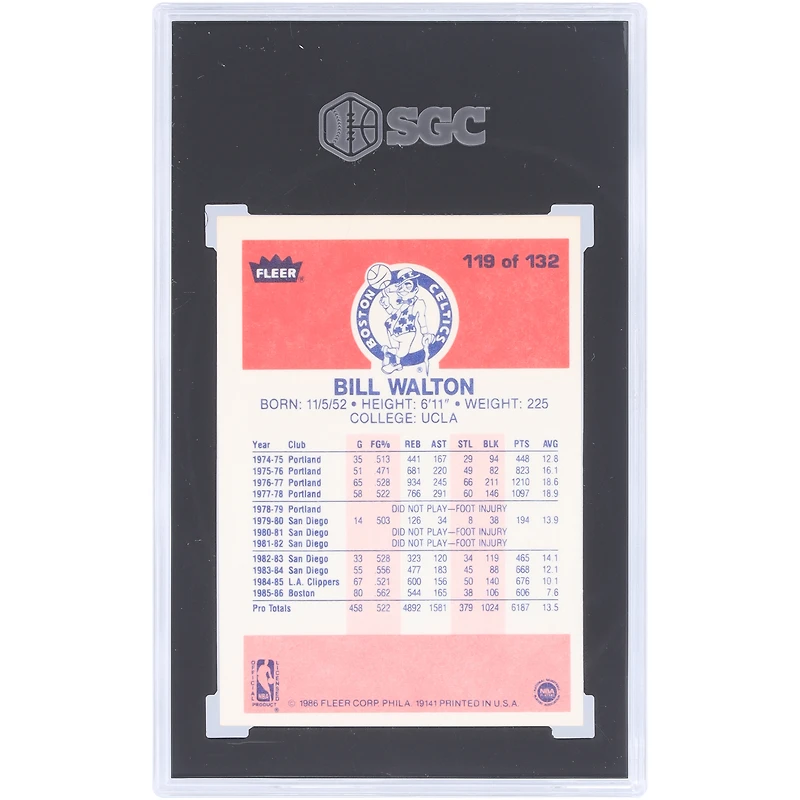 SGC
FLEER
119 of 132
BOSTON CELTICS
BILL WALTON
BORN: 11/5/52 • HEIGHT: 6'11" • WEIGHT: 225
COLLEGE: UCLA
Year Club G FG% REB AST STL BLK PTS AVG
1974-75 Portland 35 .513 441 167 29 94 448 12.8
1975-76 Portland 51 .471 681 220 49 82 823 16.1
1976-77 Portland 65 .528 934 245 66 211 1210 18.6
1977-78 Portland 58 .522 766 291 60 146 1097 18.9
1978-79 Portland DID NOT PLAY—FOOT INJURY
1979-80 San Diego 14 .503 126 34 8 38 194 13.9
1980-81 San Diego DID NOT PLAY—FOOT INJURY
1981-82 San Diego DID NOT PLAY—FOOT INJURY
1982-83 San Diego 33 .528 323 120 34 119 465 14.1
1983-84 San Diego 55 .556 477 183 45 88 668 12.1
1984-85 L.A. Clippers 67 .521 600 156 50 140 676 10.1
1985-86 Boston 80 .562 544 165 38 106 606 7.6
Pro Totals 458 .522 4892 1581 379 1024 6187 13.5
OFFICIAL LICENSED
NBA
PRODUCT
© 1986 FLEER CORP. PHILA. 19141 PRINTED IN U.S.A.
NBA